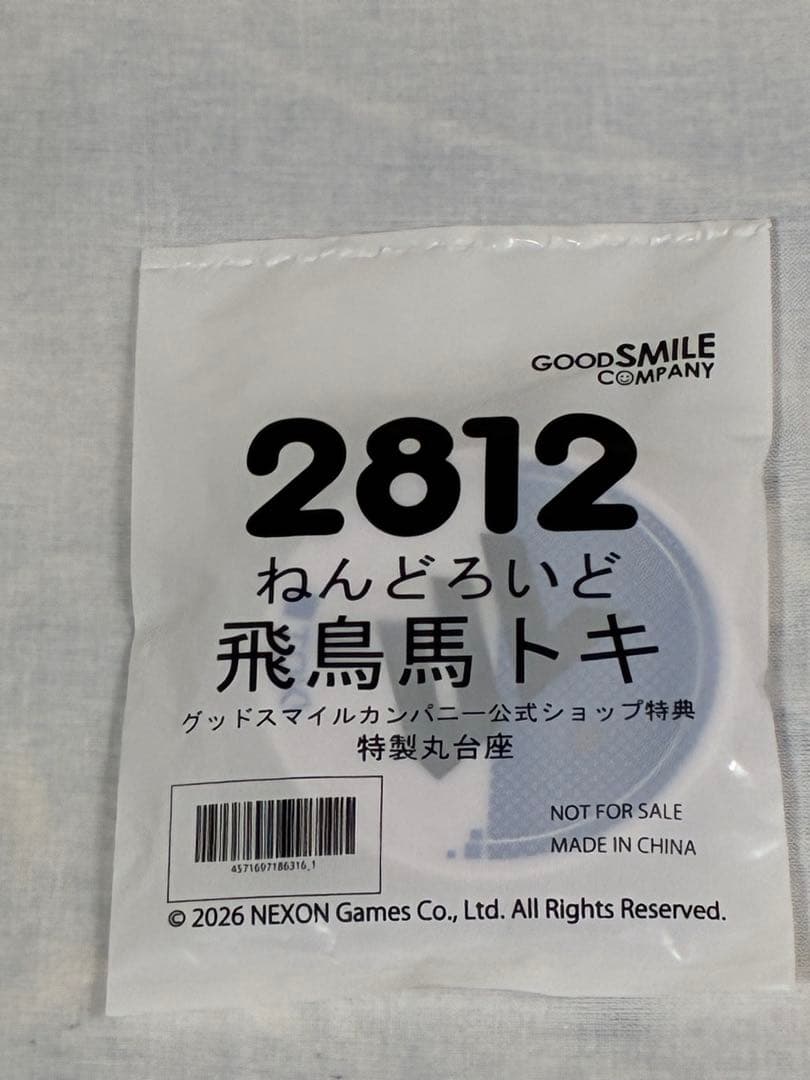 GOODSMILE
COMPANY
2812
ねんどろいど
飛鳥馬トキ
グッドスマイルカンパニー公式ショップ特典
特製丸台座
4571697186316_1
NOT FOR SALE
MADE IN CHINA
© 2026 NEXON Games Co., Ltd. All Rights Reserved.